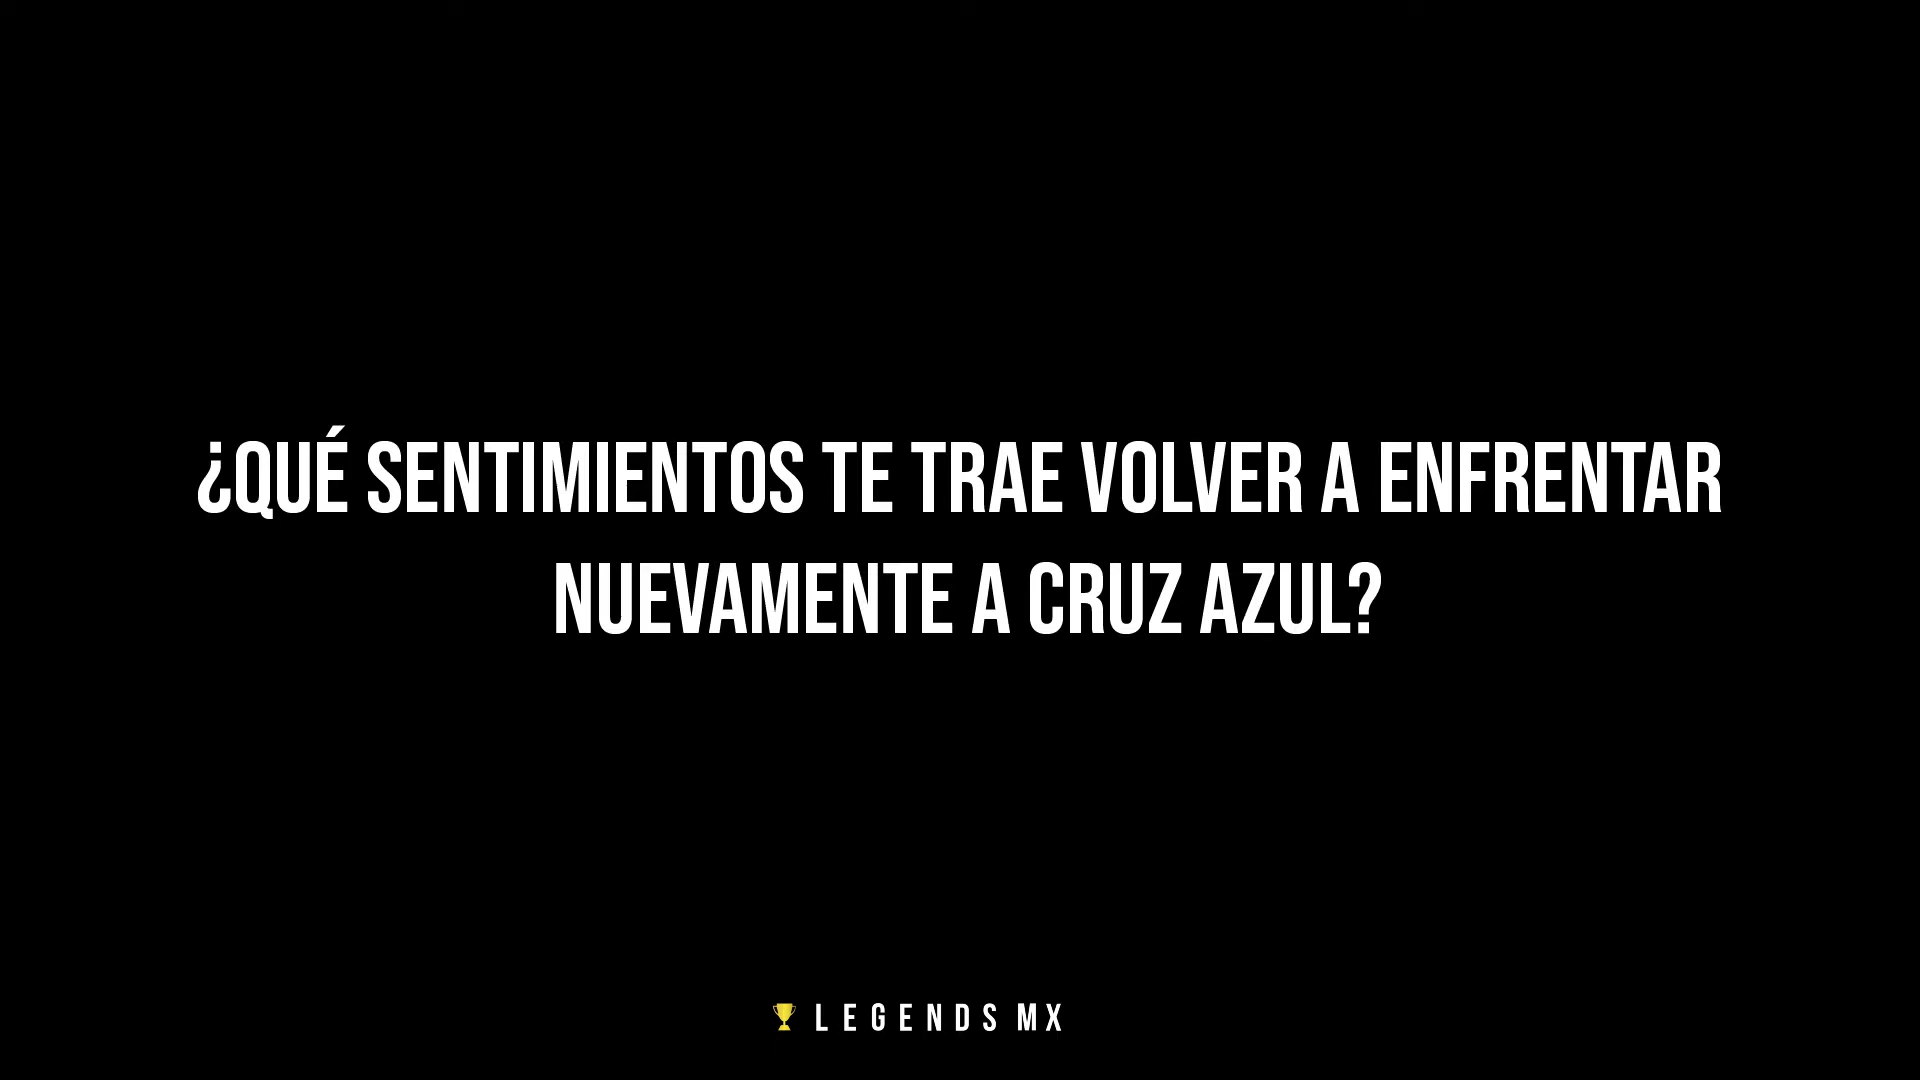 ¿QUÉ SENTIMIENTOS TE TRAE VOLVER A ENFRENTAR
NUEVAMENTE A CRUZ AZUL?
LEGENDS MX